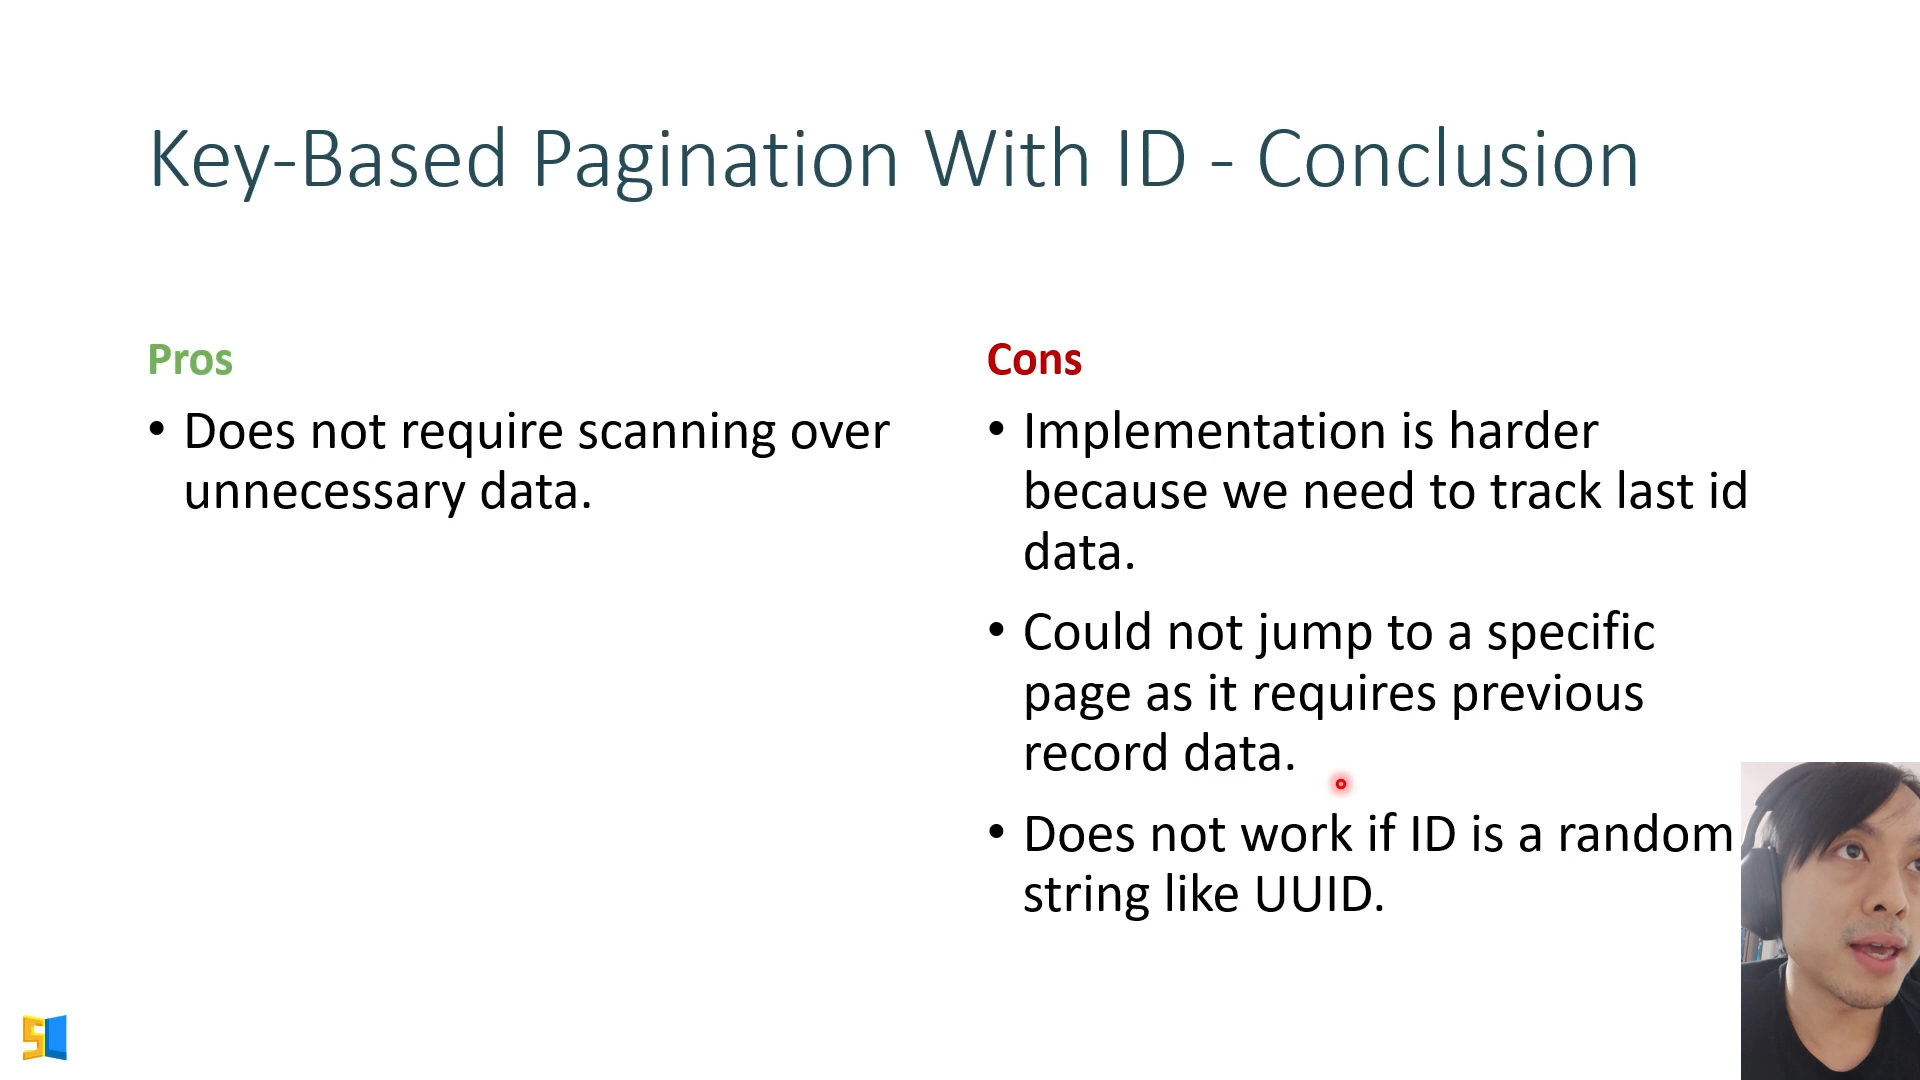 Key-Based Pagination With ID - Conclusion
Pros
• Does not require scanning over
unnecessary data.
Cons
• Implementation is harder
because we need to track last id
data.
• Could not jump to a specific
page as it requires previous
record data.
• Does not work if ID is a random
string like UUID.